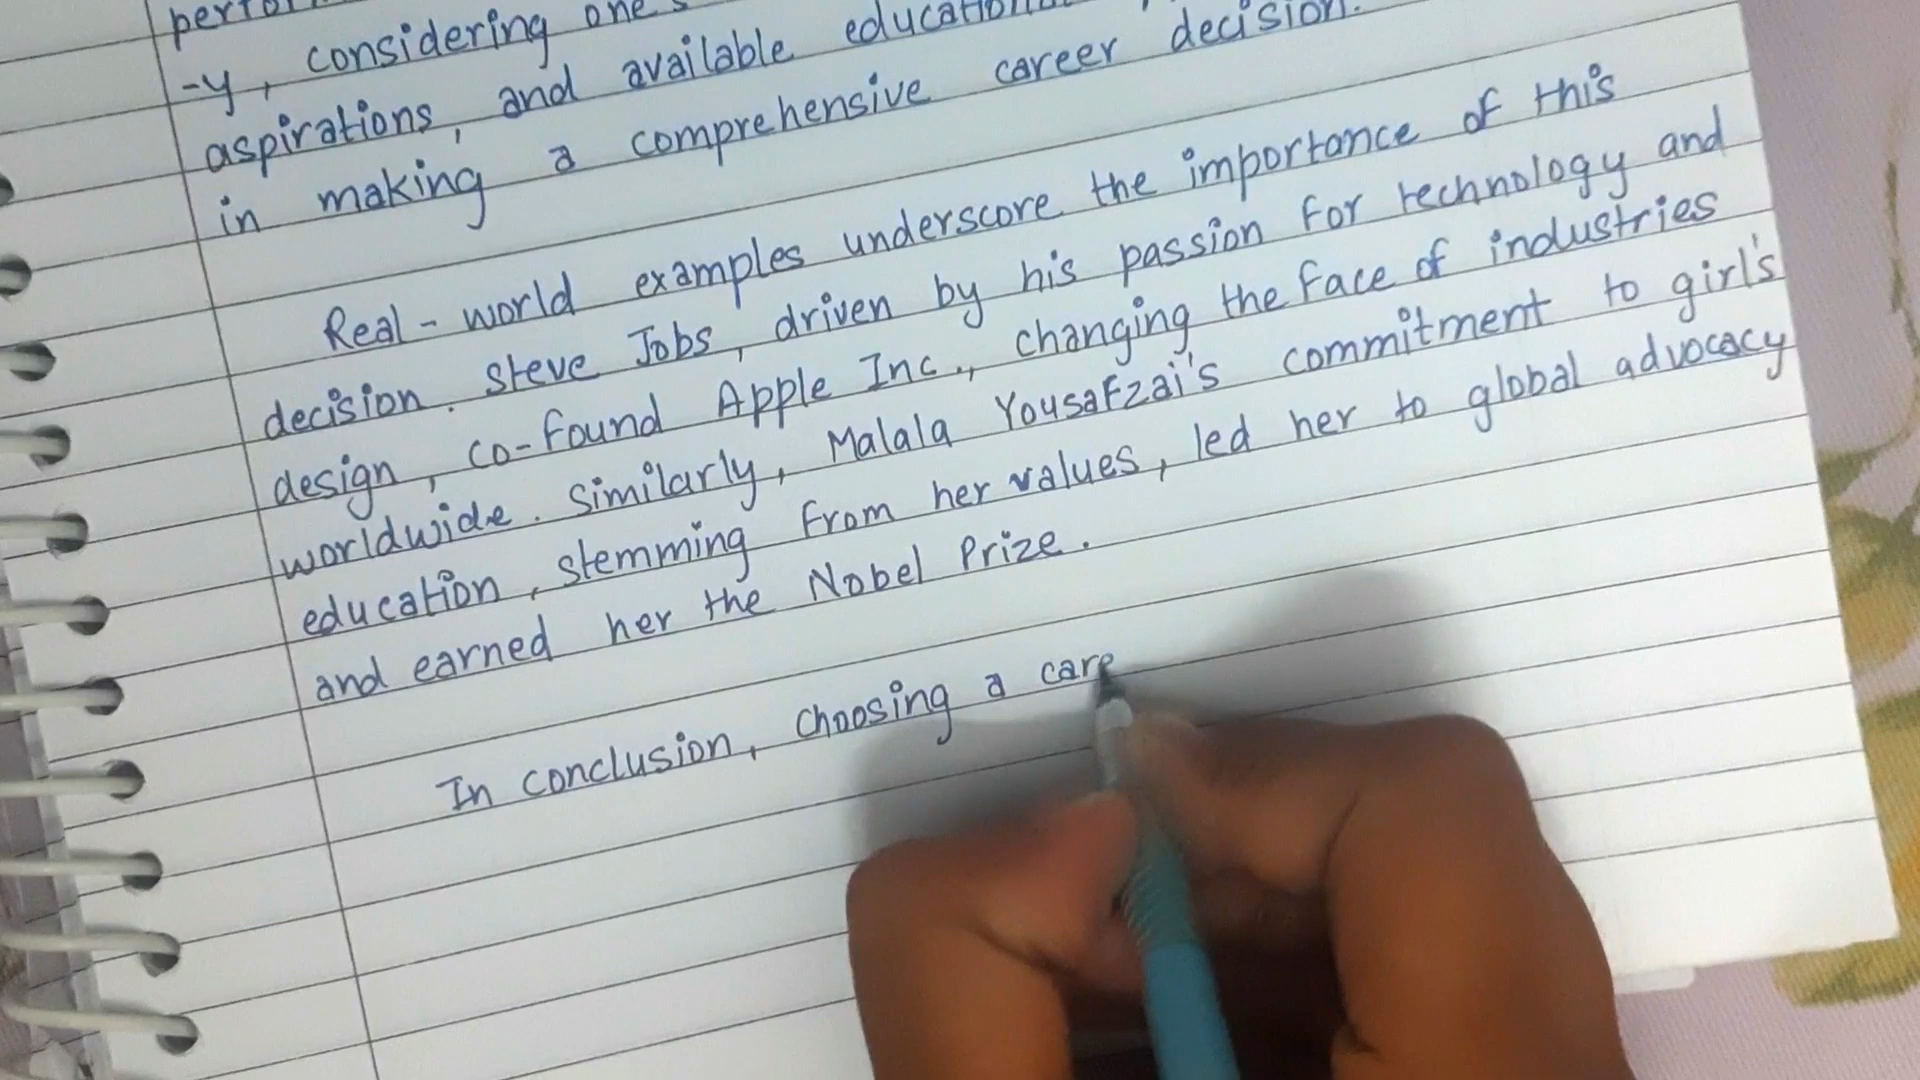 -y, considering one's
aspirations, and available
in making a comprehensive career decision.
Real-world examples underscore the importance of this
decision. Steve Jobs, driven by his passion for technology and
design, co-found Apple Inc., changing the face of industries
worldwide. Similarly, Malala Yousafzai's commitment to girl's
education, stemming from her values, led her to global advocacy
and earned her the Nobel Prize.
In conclusion, choosing a care